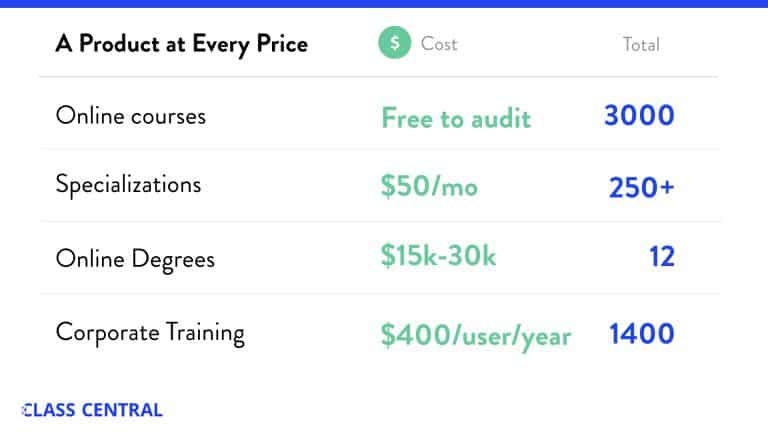 A Product at Every Price $ Cost Total
Online courses Free to audit 3000
Specializations $50/mo 250+
Online Degrees $15k-30k 12
Corporate Training $400/user/year 1400
CLASS CENTRAL